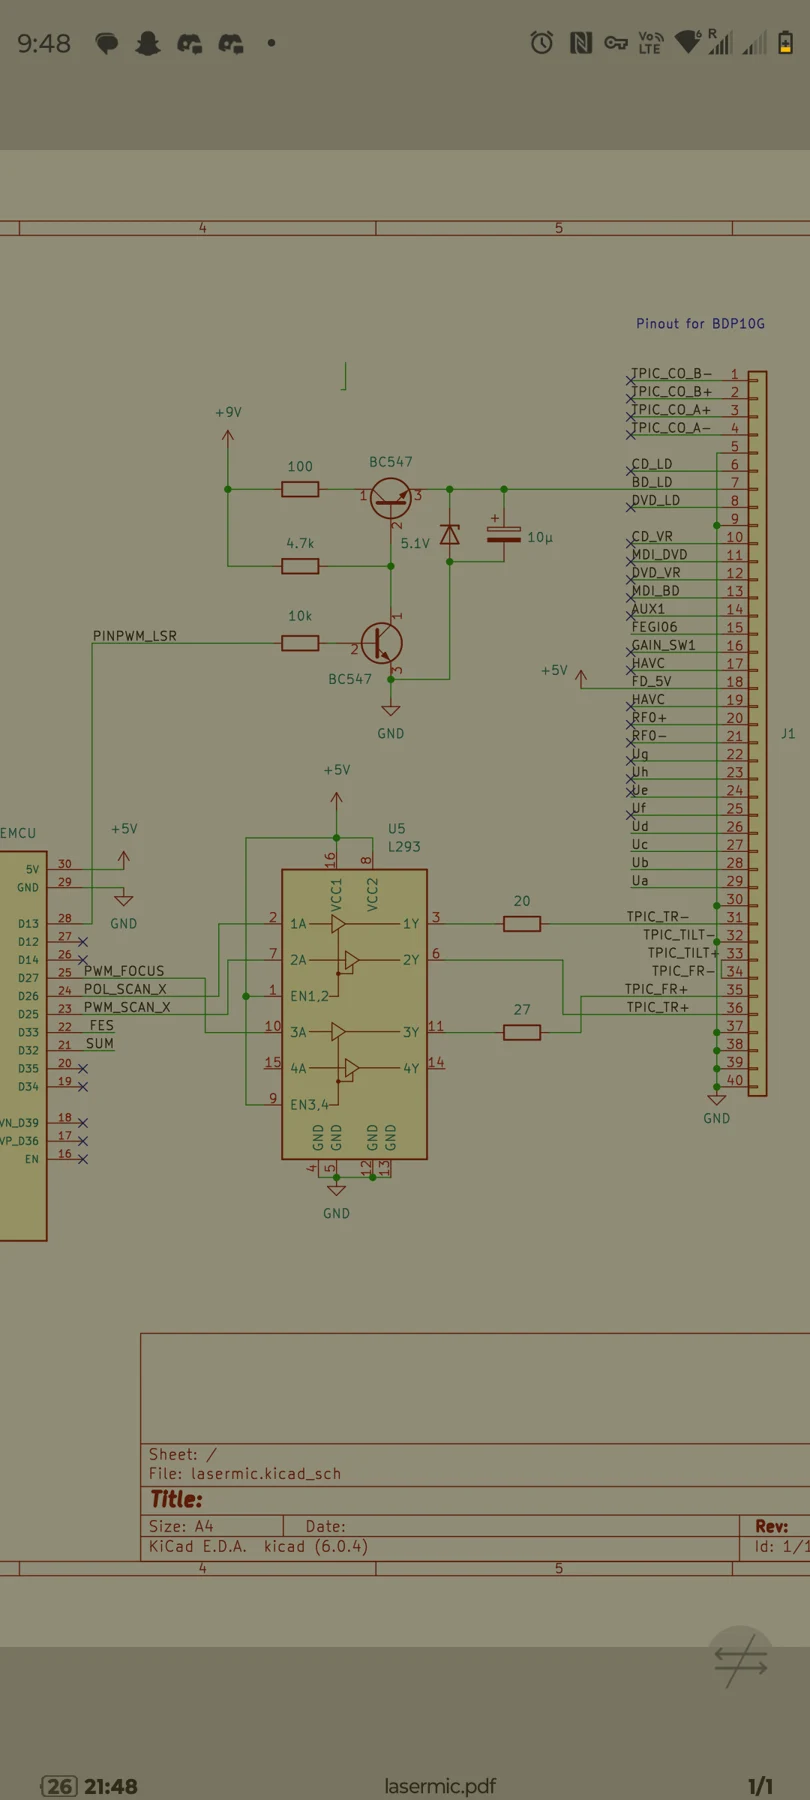 9:48
VoLTE
6
R
4
5
Pinout for BDP10G
+9V
100
BC547
1
3
2
4.7k
5.1V
+
10µ
10k
PINPWM_LSR
1
2
3
BC547
GND
TPIC_CO_B- 1
TPIC_CO_B+ 2
TPIC_CO_A+ 3
TPIC_CO_A- 4
5
CD_LD 6
BD_LD 7
DVD_LD 8
9
CD_VR 10
MDI_DVD 11
DVD_VR 12
MDI_BD 13
AUX1 14
FEGIO6 15
GAIN_SW1 16
HAVC 17
+5V
FD_5V 18
HAVC 19
RFO+ 20
RFO- 21
J1
Ug 22
Uh 23
Ue 24
Uf 25
Ud 26
Uc 27
Ub 28
Ua 29
30
TPIC_TR- 31
TPIC_TILT- 32
TPIC_TILT+ 33
TPIC_FR- 34
TPIC_FR+ 35
TPIC_TR+ 36
37
38
39
40
GND
+5V
U5
L293
EMCU
+5V
5V 30
GND 29
GND
D13 28
D12 27
D14 26
D27 25 PWM_FOCUS
D26 24 POL_SCAN_X
D25 23 PWM_SCAN_X
D33 22 FES
D32 21 SUM
D35 20
D34 19
VN_D39 18
VP_D36 17
EN 16
16 8
VCC1 VCC2
2 1A 1Y 3
20
7 2A 2Y 6
1 EN1,2
10 3A 3Y 11
27
15 4A 4Y 14
9 EN3,4
GND GND GND GND
4 5 12 13
GND
Sheet: /
File: lasermic.kicad_sch
Title:
Size: A4 Date: Rev:
KiCad E.D.A. kicad (6.0.4) Id: 1/1
4
5
26 21:48 lasermic.pdf 1/1